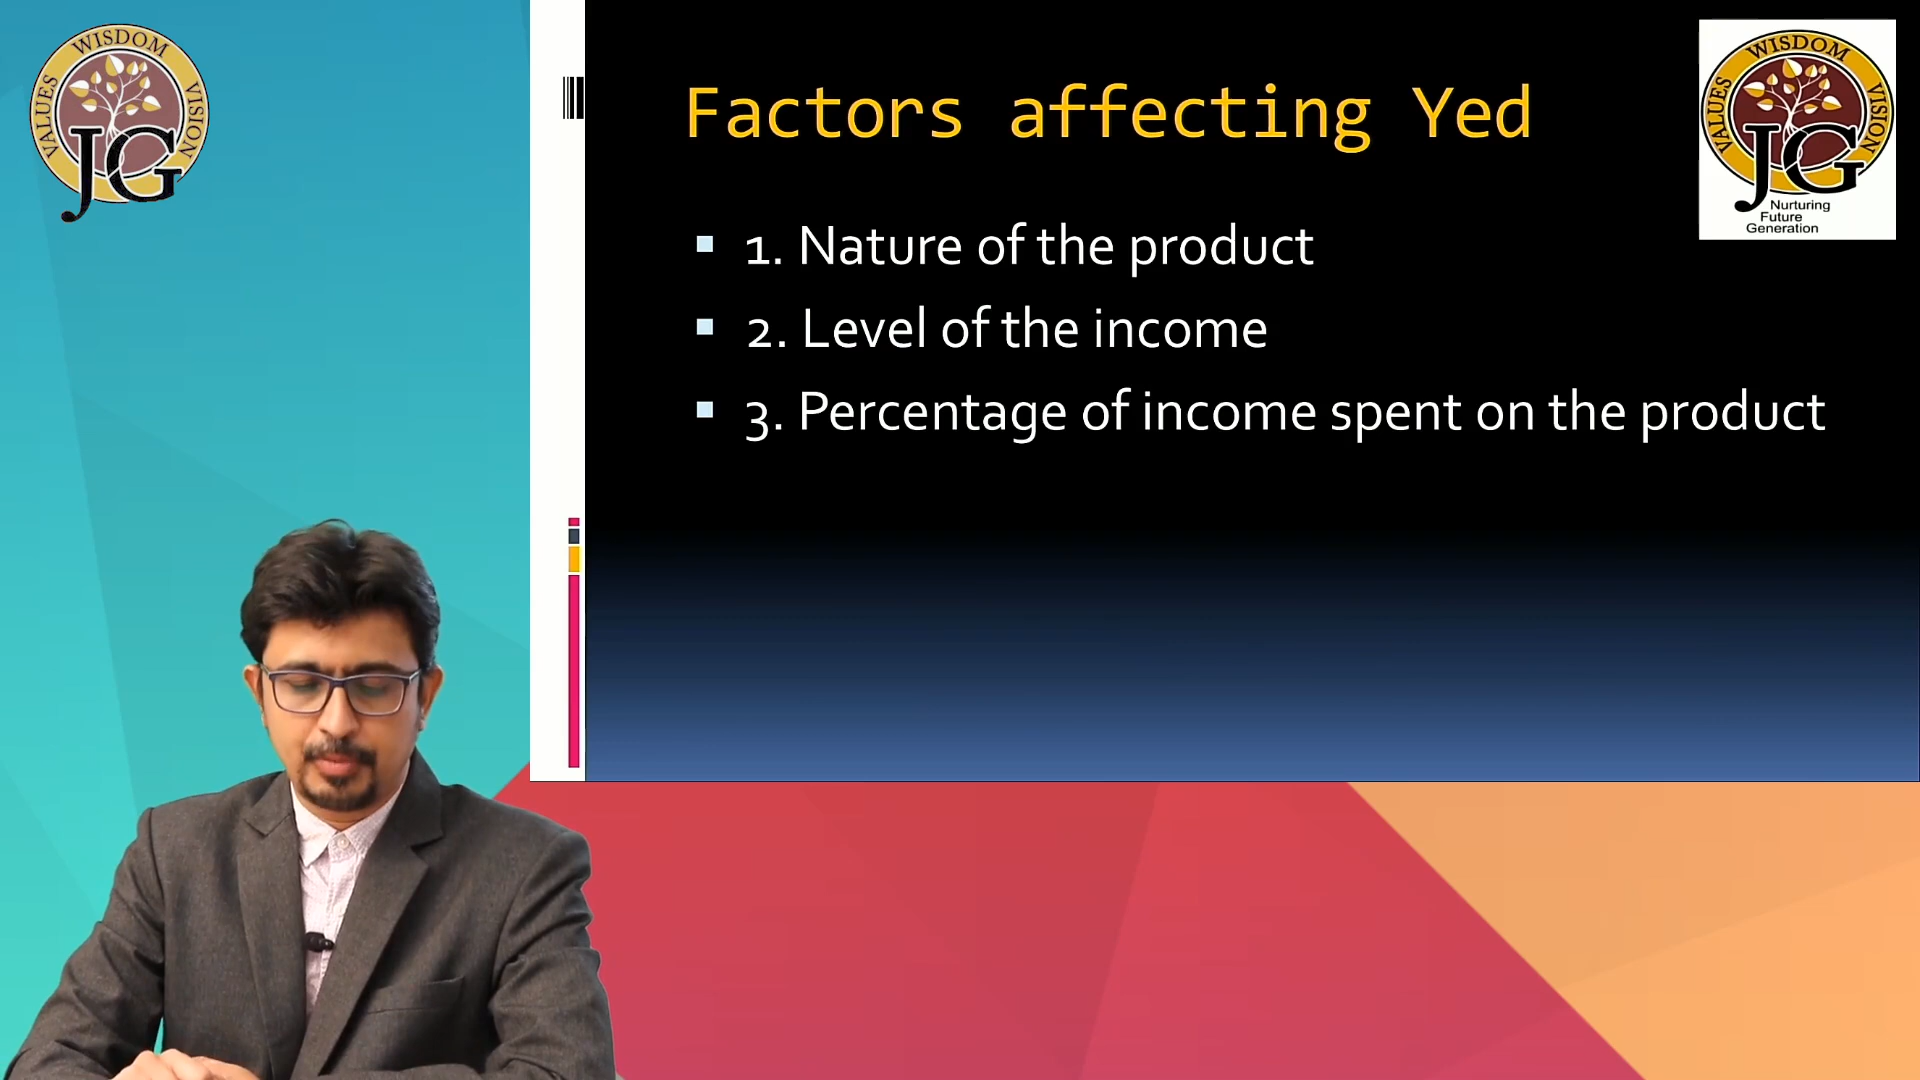 VALUES WISDOM VISION
JG
Factors affecting Yed
1. Nature of the product
2. Level of the income
3. Percentage of income spent on the product
VALUES WISDOM VISION
JG
Nurturing
Future
Generation